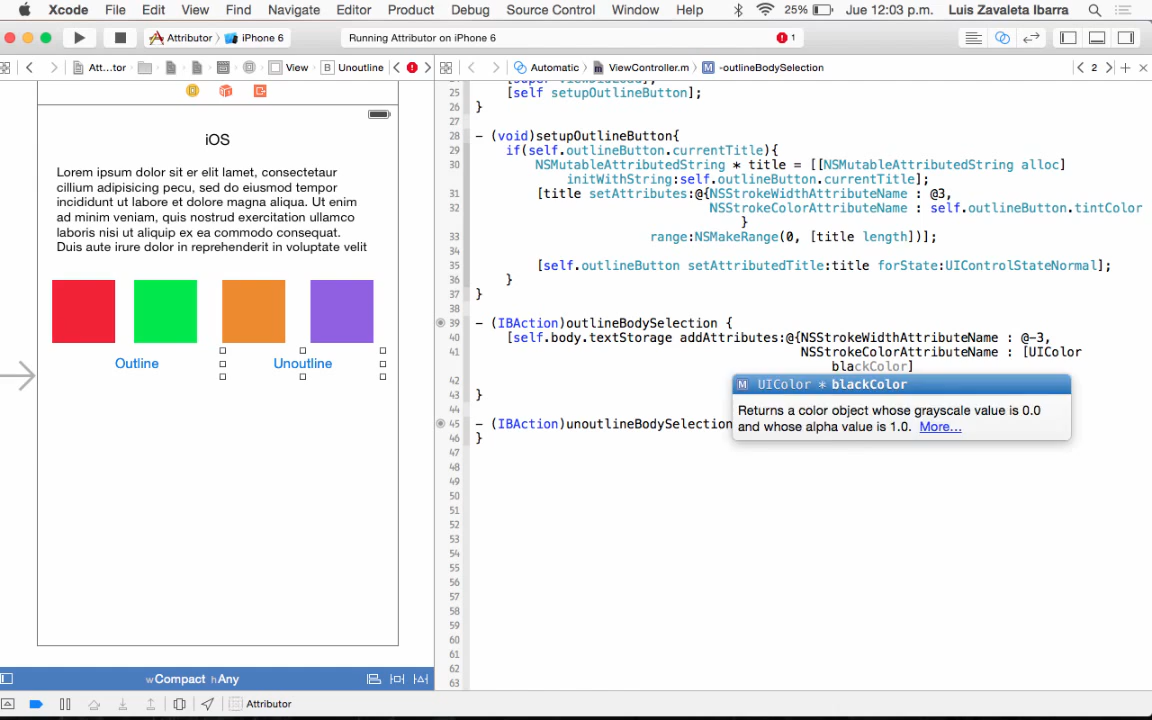 Xcode File Edit View Find Navigate Editor Product Debug Source Control Window Help 25% Jue 12:03 p.m. Luis Zavaleta Ibarra
Attributor iPhone 6 Running Attributor on iPhone 6 1
Att...tor View B Unoutline Automatic ViewController.m M -outlineBodySelection 2
25 [self setupOutlineButton];
26 }
27
28 - (void)setupOutlineButton{
29 if(self.outlineButton.currentTitle){
30 NSMutableAttributedString * title = [[NSMutableAttributedString alloc]
initWithString:self.outlineButton.currentTitle];
31 [title setAttributes:@{NSStrokeWidthAttributeName : @3,
32 NSStrokeColorAttributeName : self.outlineButton.tintColor
}
33 range:NSMakeRange(0, [title length])];
34
35 [self.outlineButton setAttributedTitle:title forState:UIControlStateNormal];
36 }
37 }
38
39 - (IBAction)outlineBodySelection {
40 [self.body.textStorage addAttributes:@{NSStrokeWidthAttributeName : @-3,
41 NSStrokeColorAttributeName : [UIColor
blackColor]
42
43 }
44
45 - (IBAction)unoutlineBodySelection
46 }
47
48
49
50
51
52
53
54
55
56
57
58
59
60
61
62
63
M UIColor * blackColor
Returns a color object whose grayscale value is 0.0
and whose alpha value is 1.0. More...
iOS
Lorem ipsum dolor sit er elit lamet, consectetaur
cillium adipisicing pecu, sed do eiusmod tempor
incididunt ut labore et dolore magna aliqua. Ut enim
ad minim veniam, quis nostrud exercitation ullamco
laboris nisi ut aliquip ex ea commodo consequat.
Duis aute irure dolor in reprehenderit in voluptate velit
Outline Unoutline
wCompact hAny
Attributor